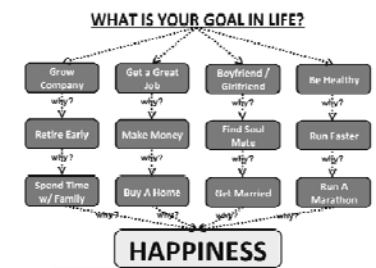 WHAT IS YOUR GOAL IN LIFE?
Grow Company
Get a Great Job
Boyfriend / Girlfriend
Be Healthy
why? why? why? why?
Retire Early
Make Money
Find Soul Mate
Run Faster
why? why? why? why?
Spend Time w/ Family
Buy A Home
Get Married
Run A Marathon
why? why? why? why?
HAPPINESS